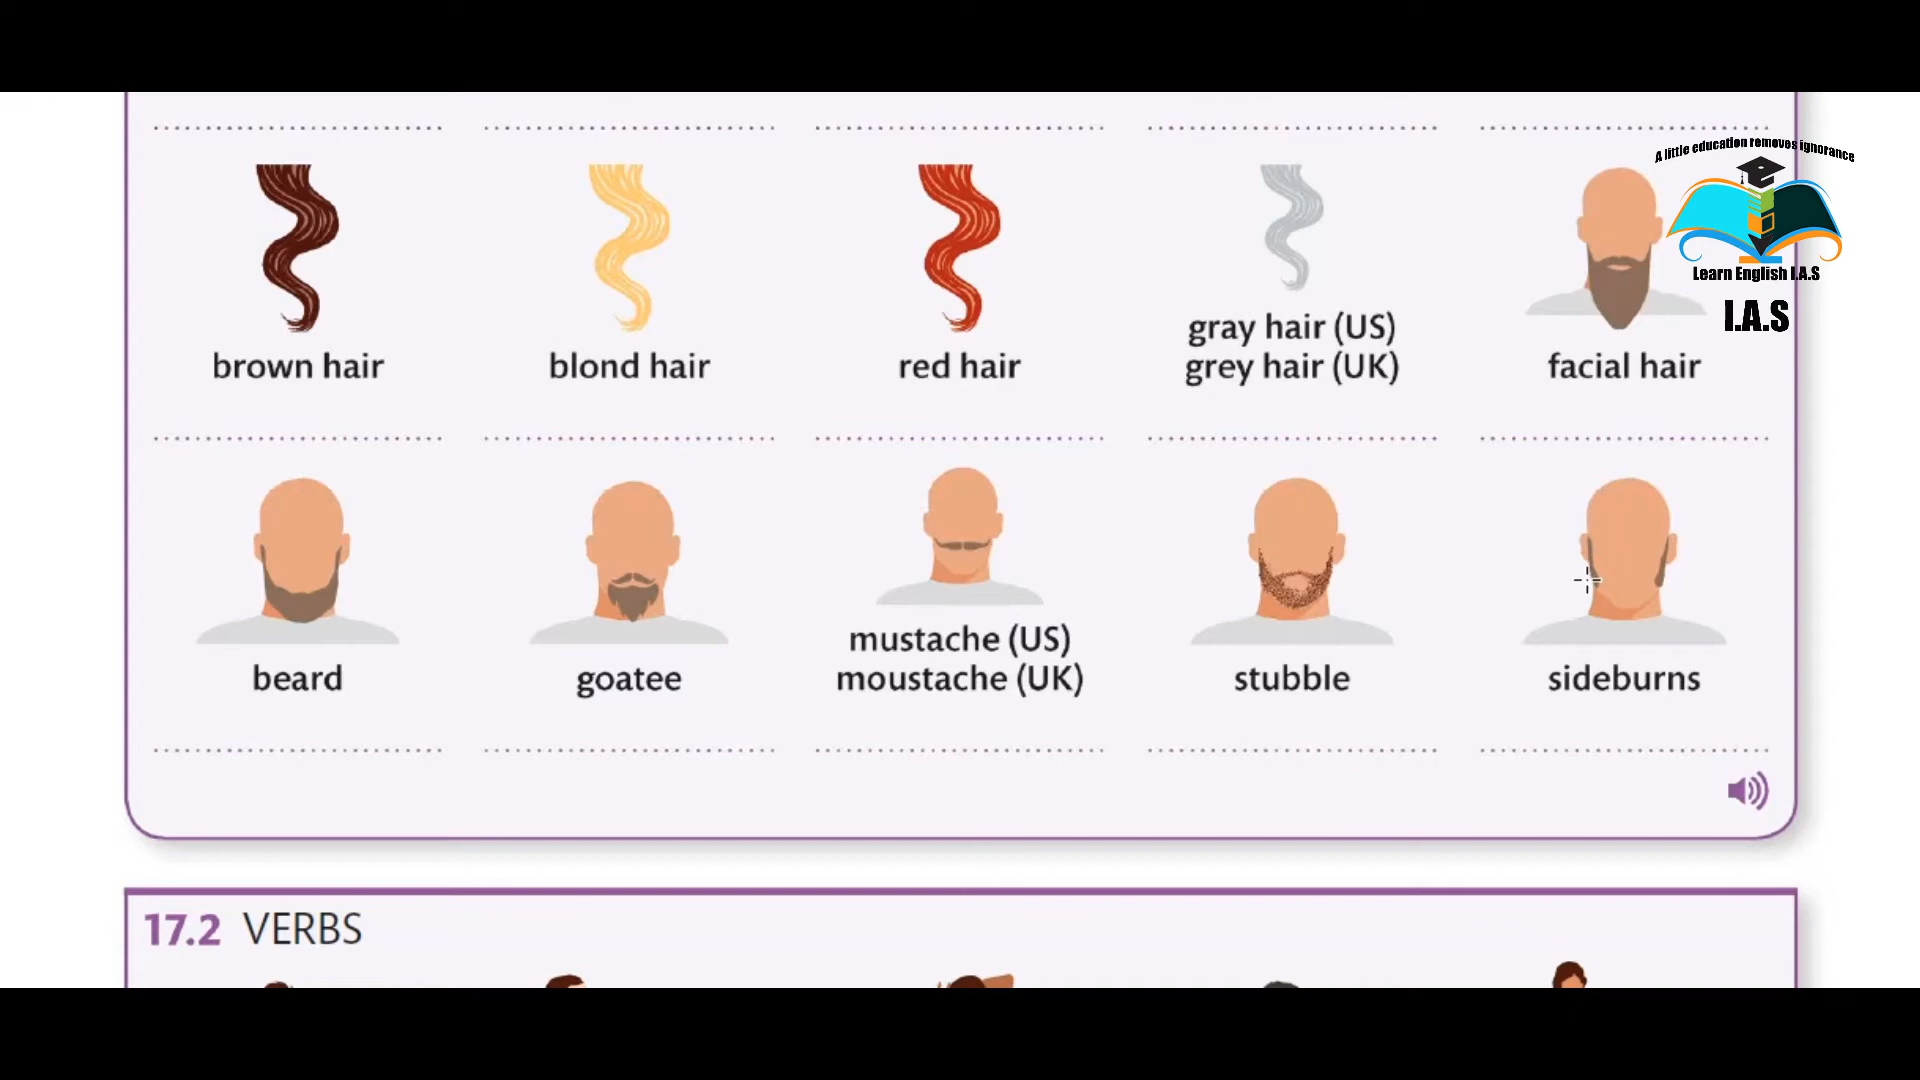 A little education removes ignorance
Learn English I.A.S
I.A.S
brown hair
blond hair
red hair
gray hair (US)
grey hair (UK)
facial hair
beard
goatee
mustache (US)
moustache (UK)
stubble
sideburns
17.2 VERBS